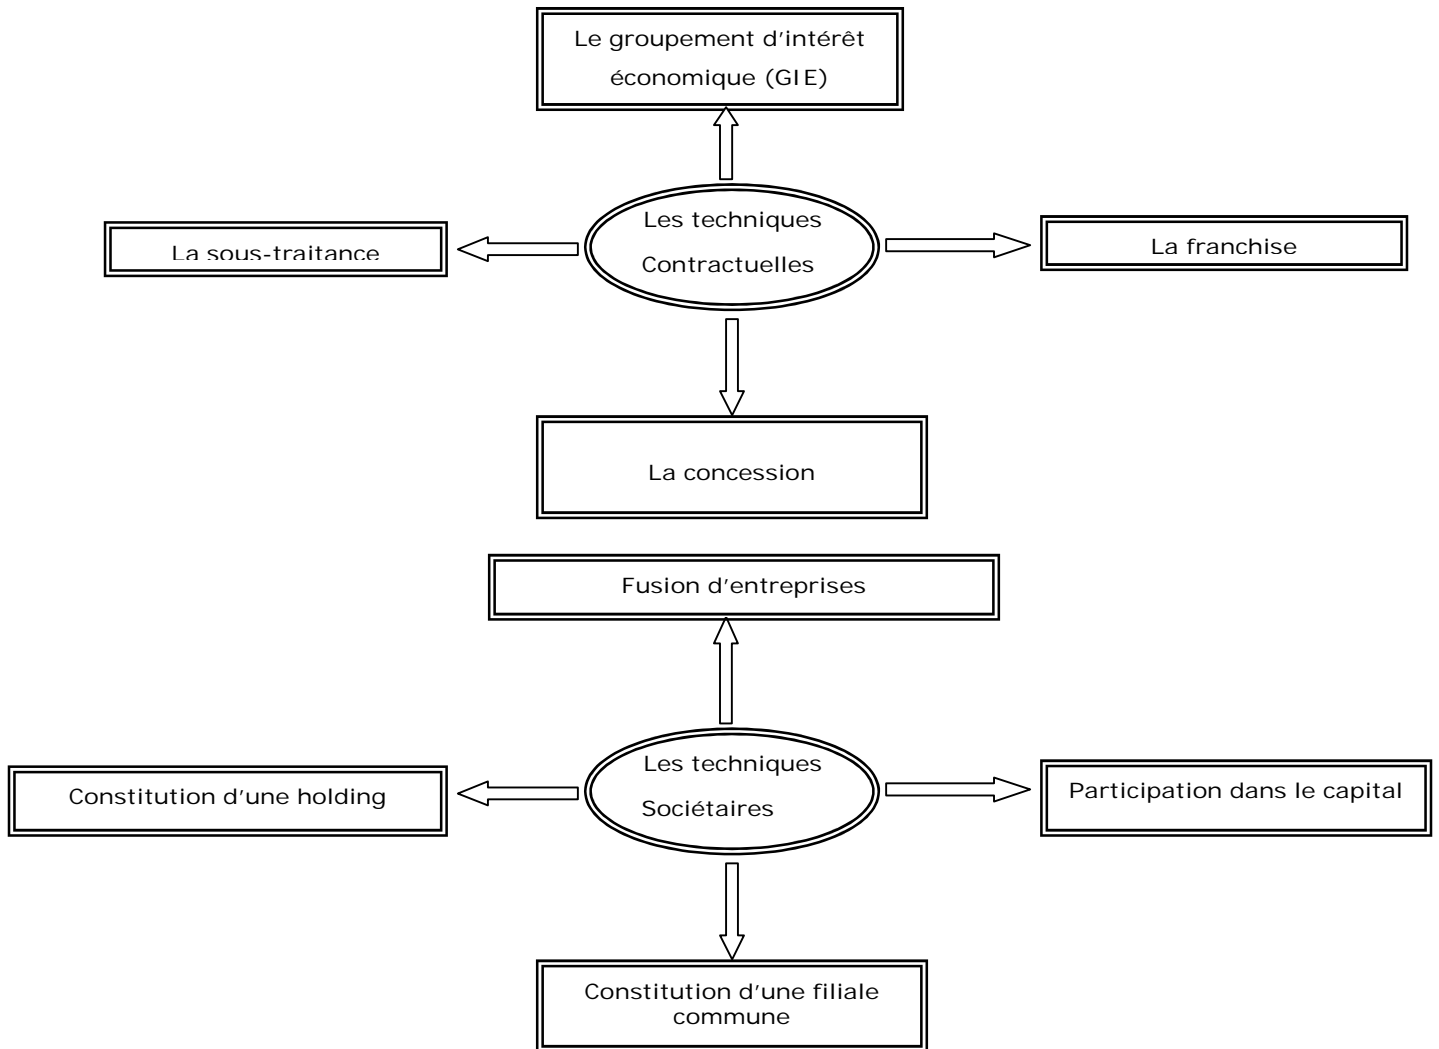 Le groupement d'intérêt
économique (GIE)
Les techniques
Contractuelles
La sous-traitance
La franchise
La concession
Fusion d'entreprises
Les techniques
Sociétaires
Constitution d'une holding
Participation dans le capital
Constitution d'une filiale
commune